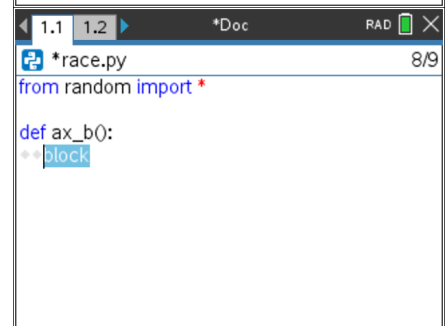 1.1 1.2 *Doc RAD
*race.py 8/9
from random import *
def ax_b():
block